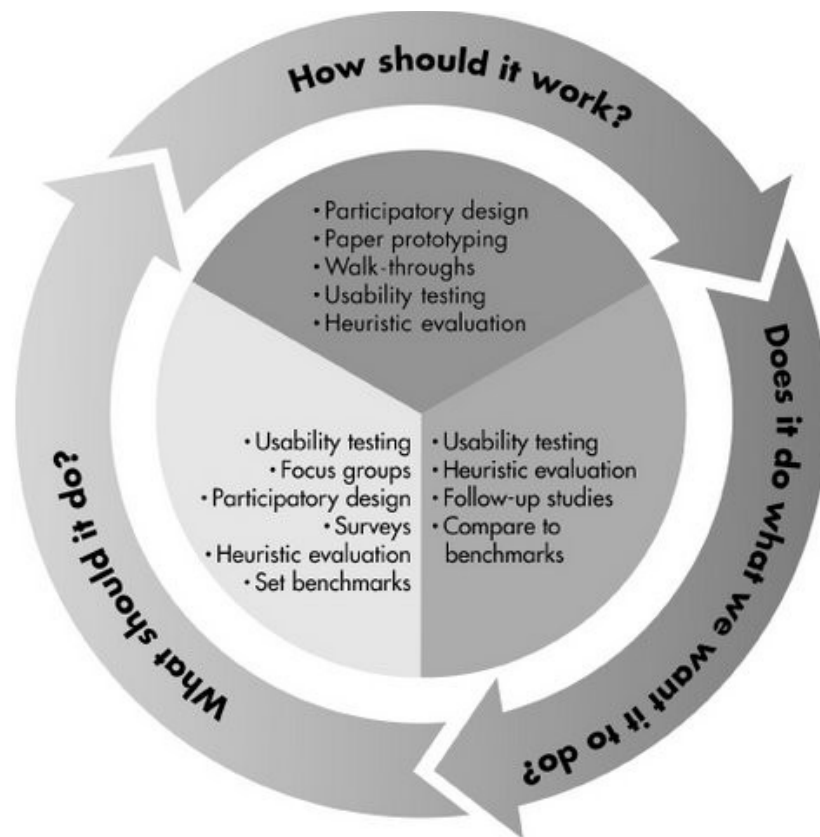 How should it work?
• Participatory design
• Paper prototyping
• Walk-throughs
• Usability testing
• Heuristic evaluation
Does it do what we want it to do?
• Usability testing
• Heuristic evaluation
• Follow-up studies
• Compare to
benchmarks
What should it do?
• Usability testing
• Focus groups
• Participatory design
• Surveys
• Heuristic evaluation
• Set benchmarks